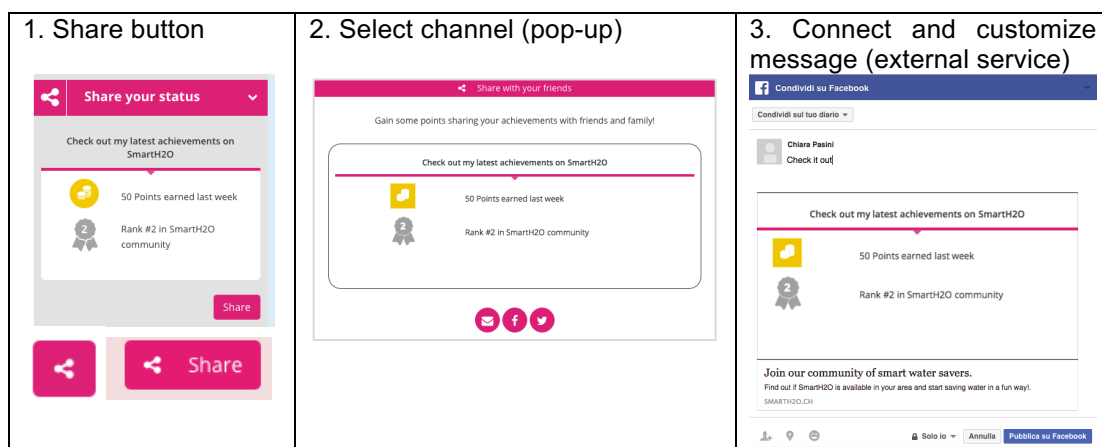 1. Share button
Share your status
Check out my latest achievements on
SmartH2O
50 Points earned last week
2
Rank #2 in SmartH2O
community
Share
Share
2. Select channel (pop-up)
Share with your friends
Gain some points sharing your achievements with friends and family!
Check out my latest achievements on SmartH2O
50 Points earned last week
2
Rank #2 in SmartH2O community
3. Connect and customize
message (external service)
Condividi su Facebook
Condividi sul tuo diario
Chiara Pasini
Check it out
Check out my latest achievements on SmartH2O
50 Points earned last week
2
Rank #2 in SmartH2O community
Join our community of smart water savers.
Find out if SmartH2O is available in your area and start saving water in a fun way!.
SMARTH2O.CH
Solo io
Annulla
Pubblica su Facebook